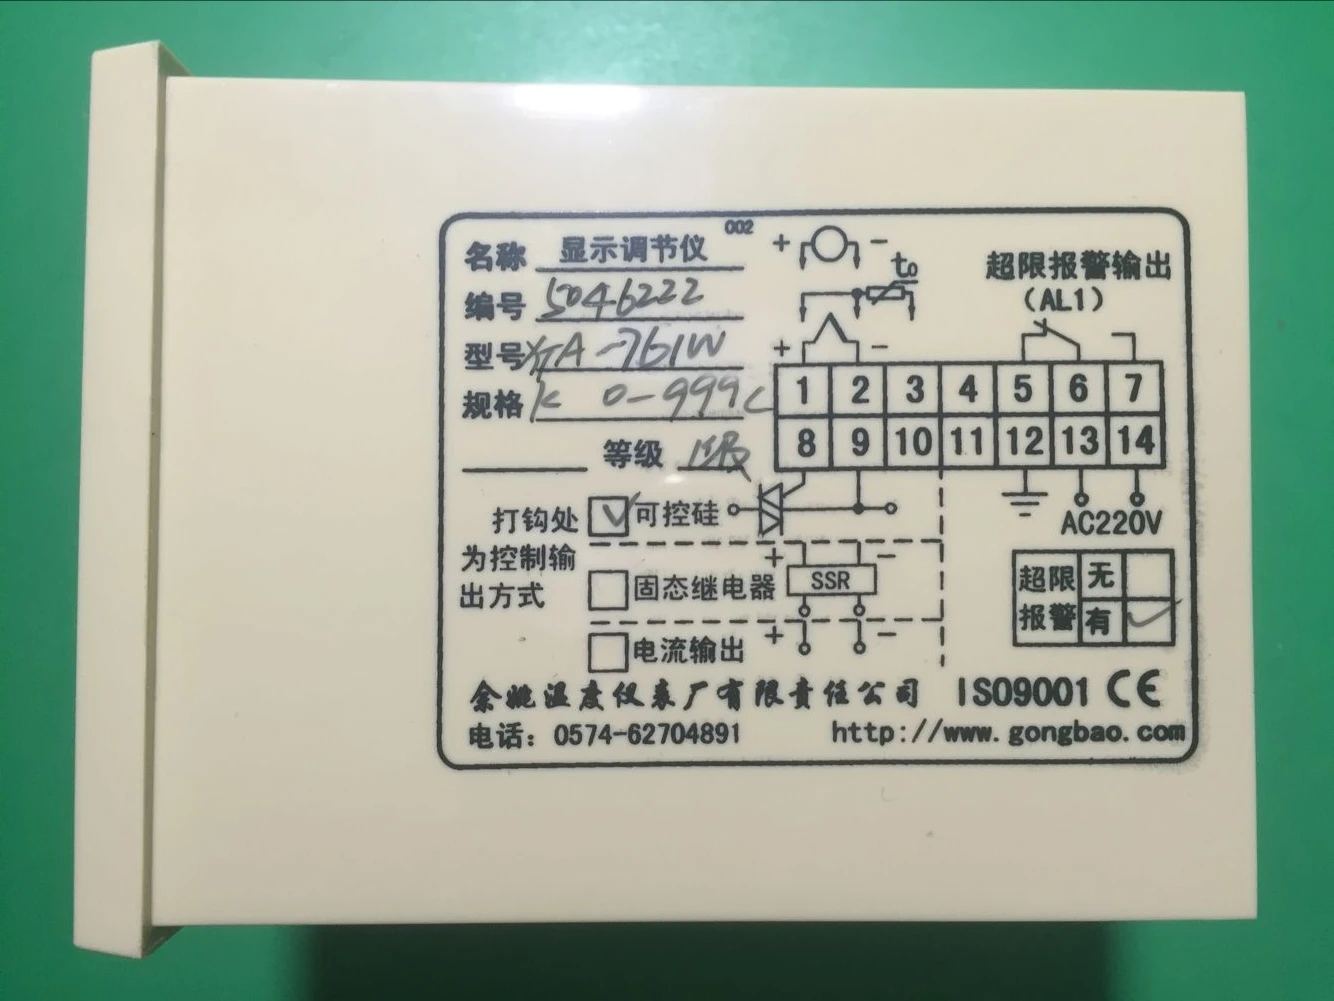 002
名称 显示调节仪
编号 5046222
型号 XTA-761W
规格 K 0-999C
等级 1级
打钩处
为控制输
出方式
可控硅
固态继电器
电流输出
+ -
t0
+ -
超限报警输出
(AL1)
1 2 3 4 5 6 7
8 9 10 11 12 13 14
AC220V
+ -
SSR
+ -
超限 无
报警 有
余姚温度仪表厂有限责任公司 ISO9001 CE
电话: 0574-62704891 http://www.gongbao.com